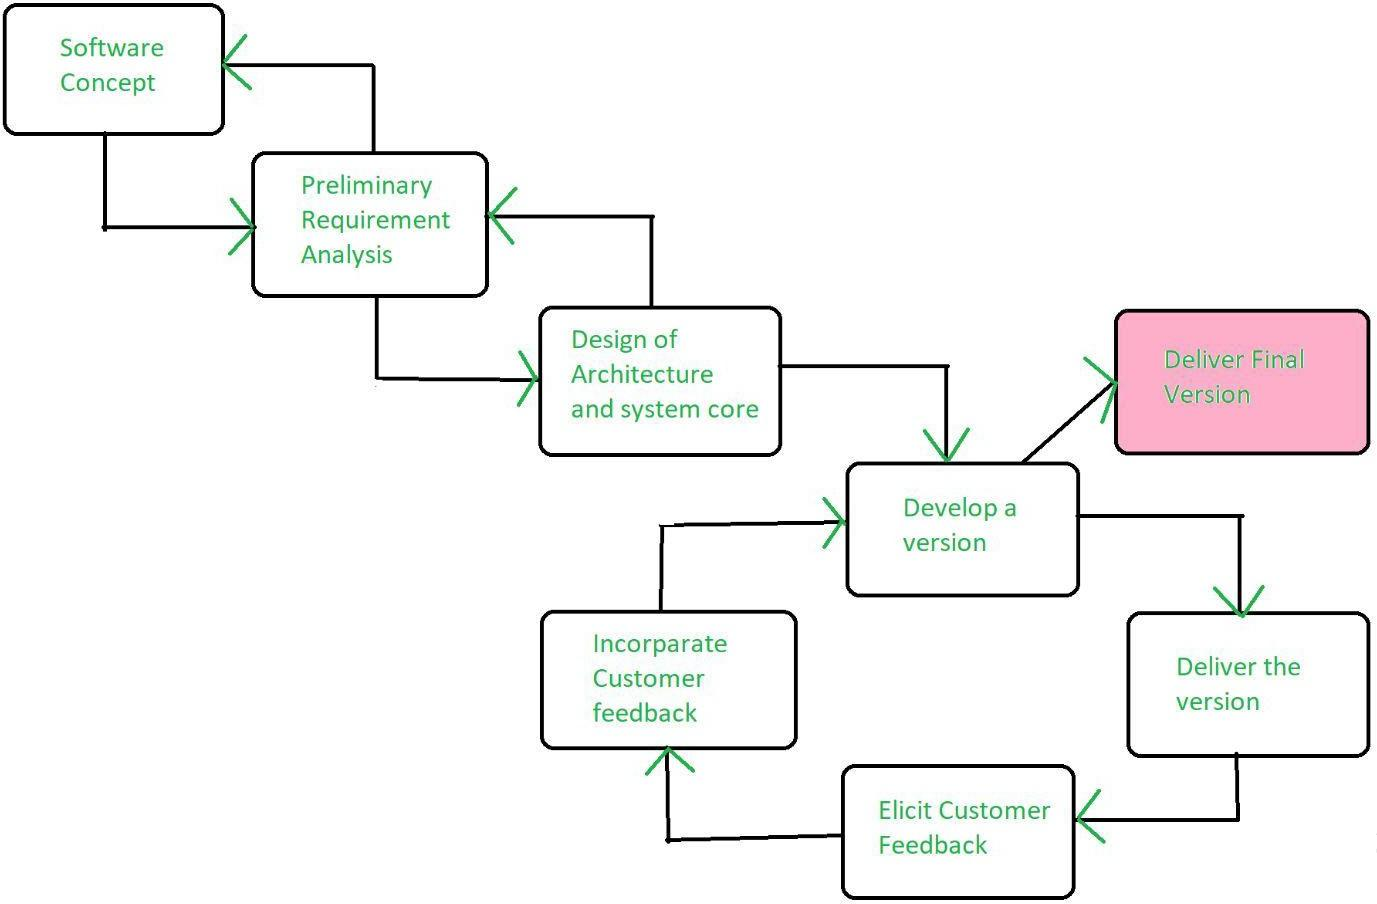 Software
Concept
Preliminary
Requirement
Analysis
Design of
Architecture
and system core
Deliver Final
Version
Develop a
version
Incorparate
Customer
feedback
Deliver the
version
Elicit Customer
Feedback